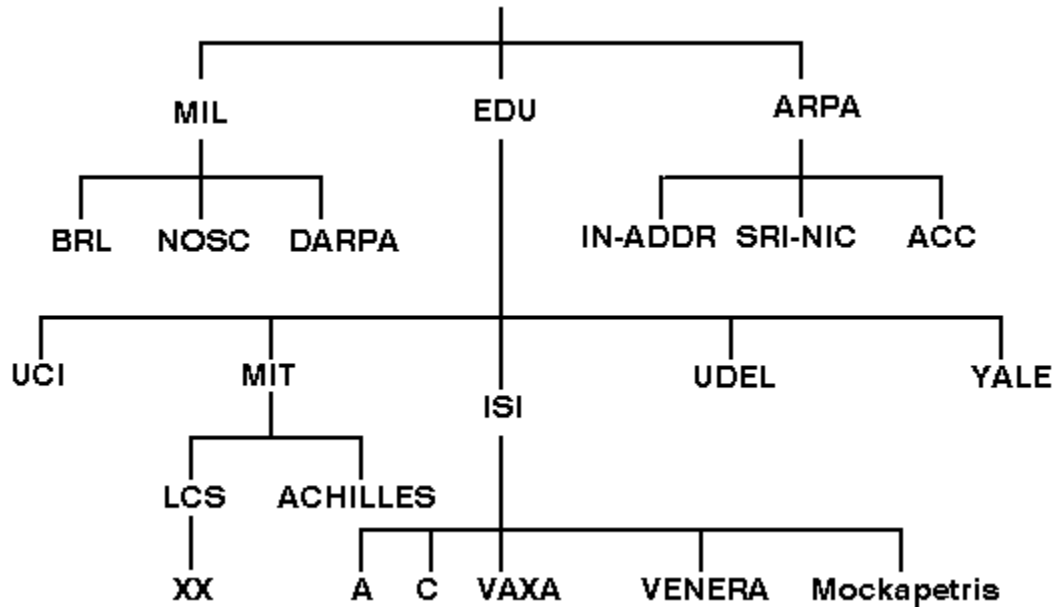 MIL EDU ARPA
BRL NOSC DARPA IN-ADDR SRI-NIC ACC
UCI MIT ISI UDEL YALE
LCS ACHILLES
XX A C VAXA VENERA Mockapetris